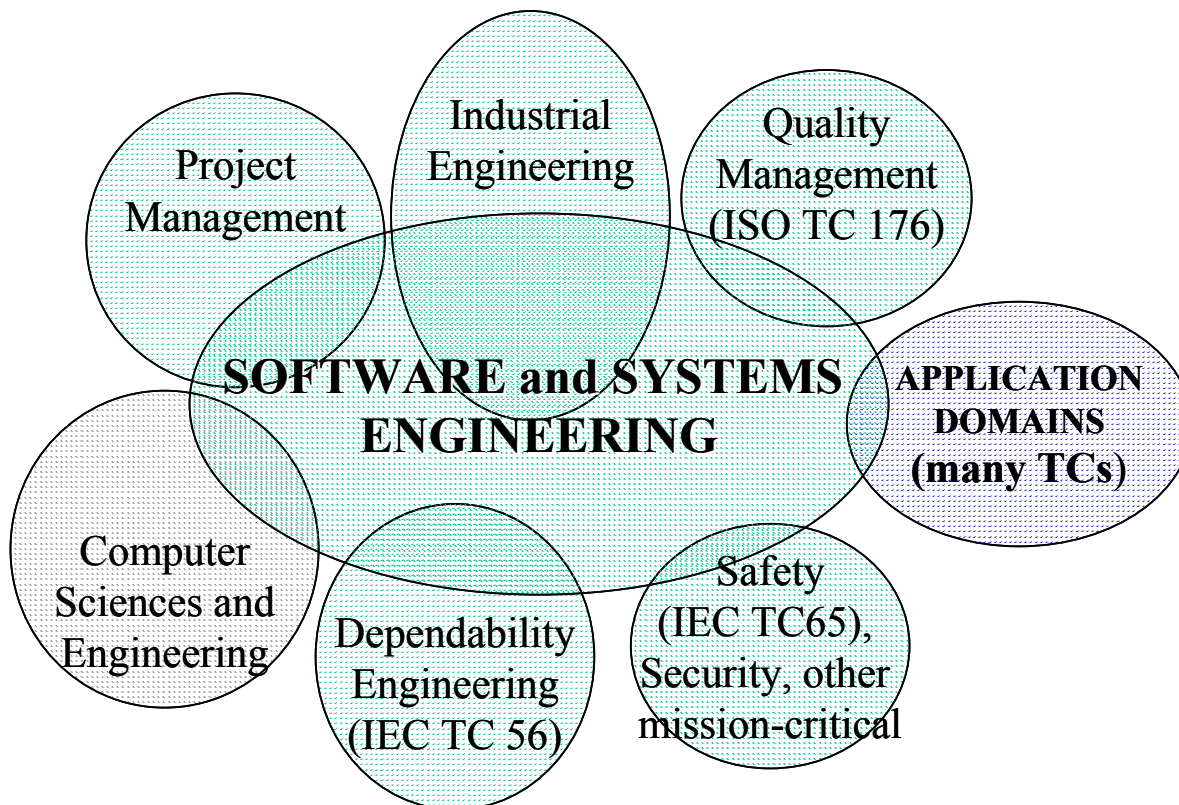 Industrial
Engineering
Quality
Management
(ISO TC 176)
Project
Management
SOFTWARE and SYSTEMS
ENGINEERING
APPLICATION
DOMAINS
(many TCs)
Computer
Sciences and
Engineering
Dependability
Engineering
(IEC TC 56)
Safety
(IEC TC65),
Security, other
mission-critical